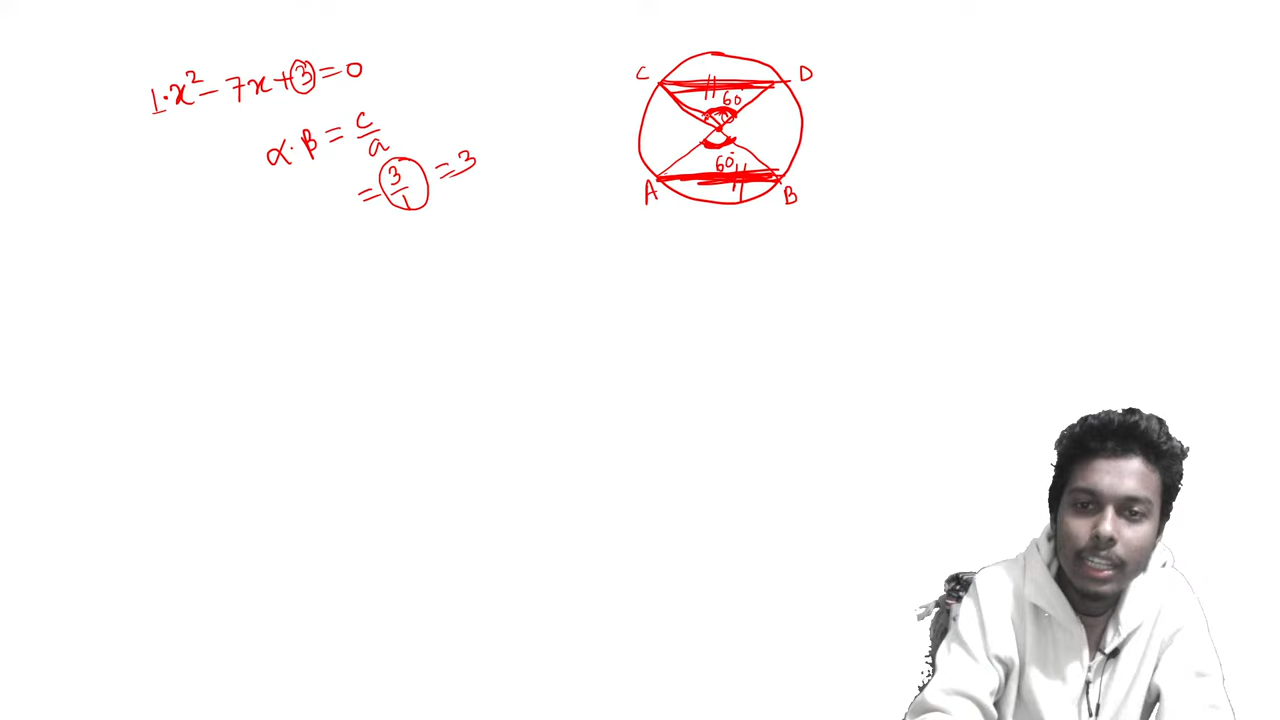 1·x² - 7x + 3 = 0
α·β = c/a
= 3/1 = 3
C D
60°
O
60°
A B